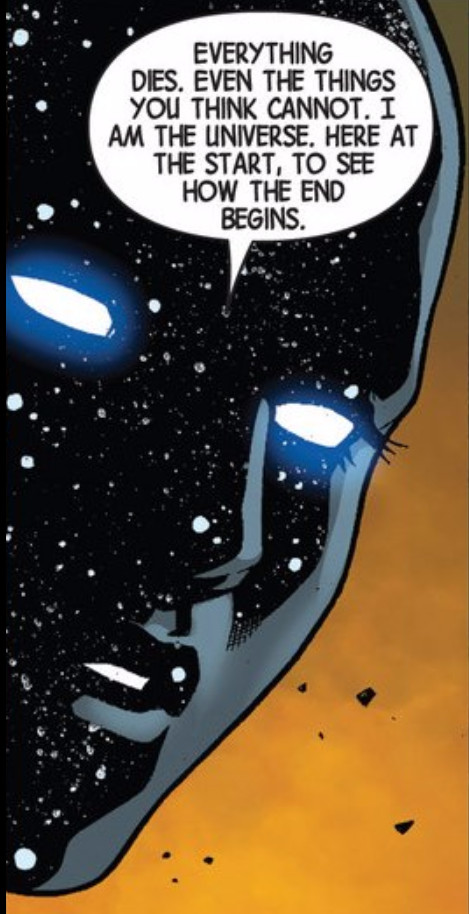 EVERYTHING
DIES. EVEN THE THINGS
YOU THINK CANNOT. I
AM THE UNIVERSE. HERE AT
THE START, TO SEE
HOW THE END
BEGINS.